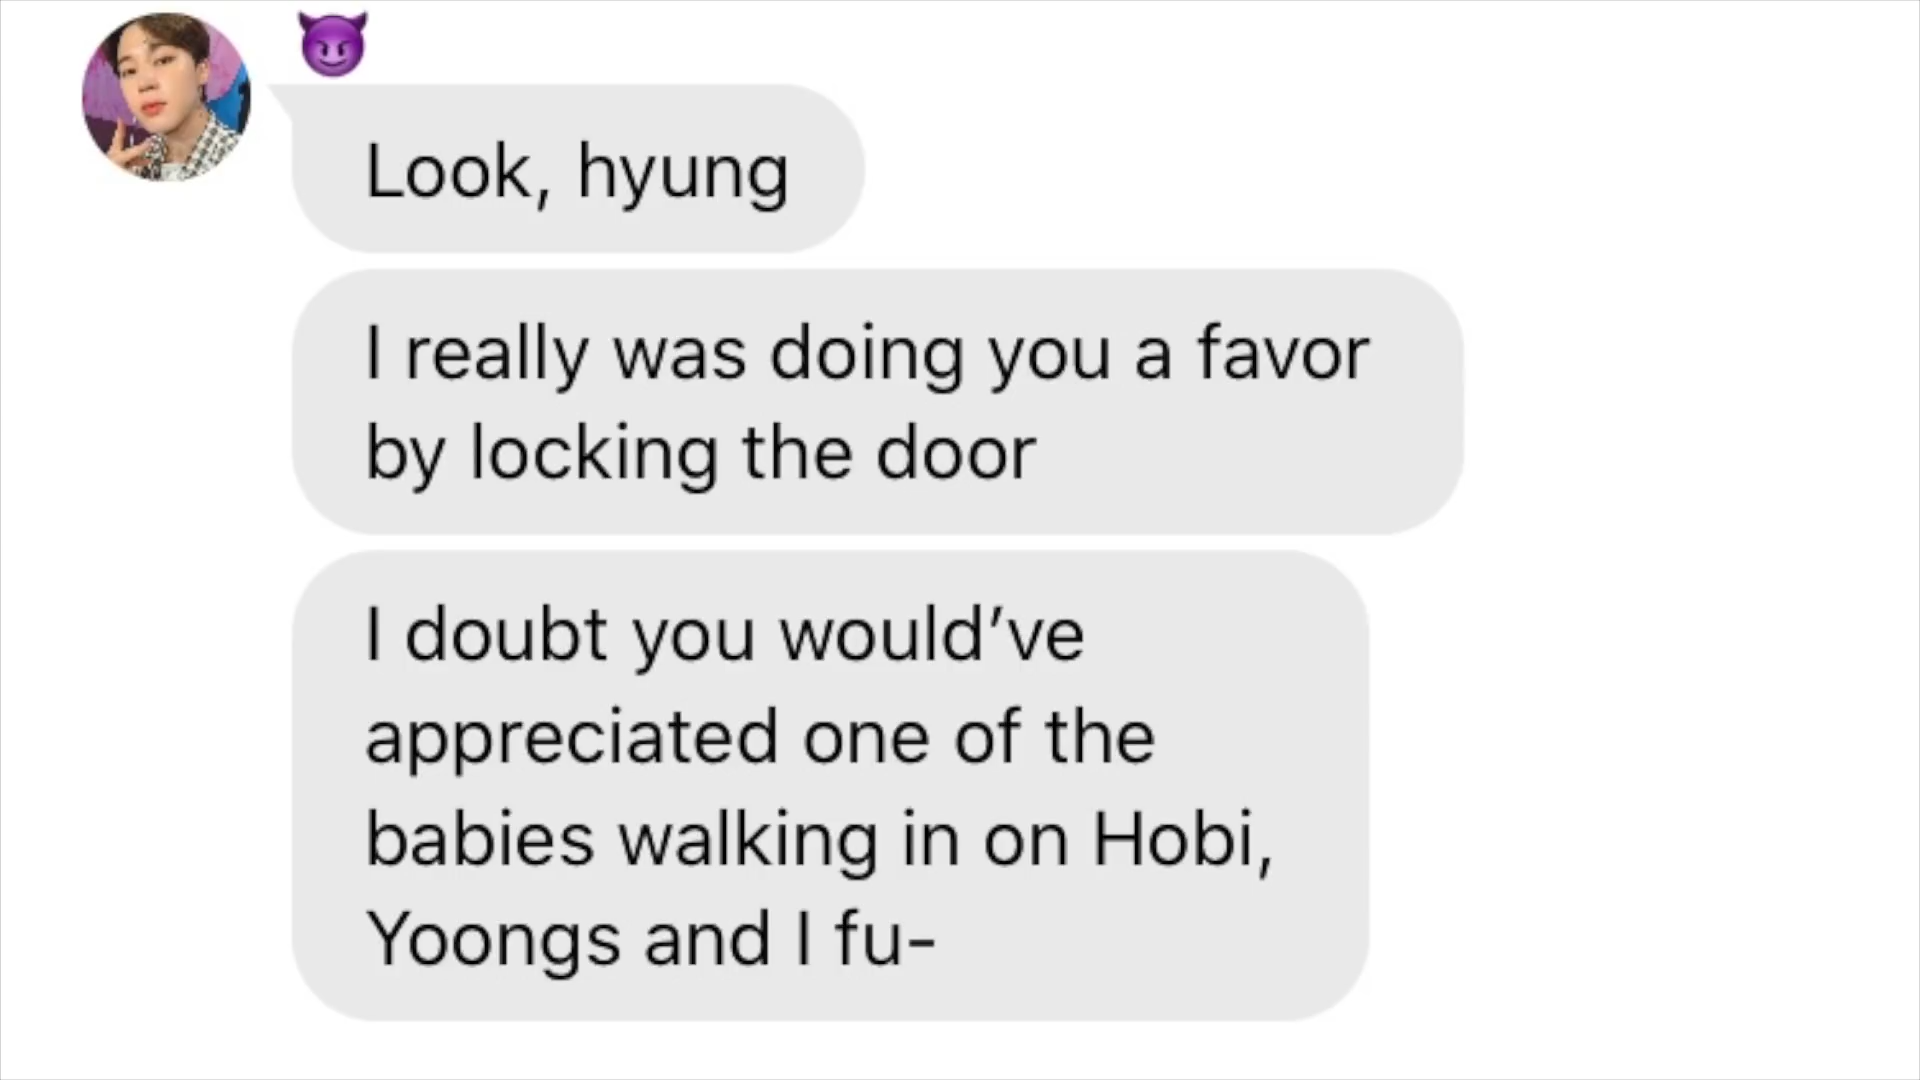 😈
Look, hyung
I really was doing you a favor
by locking the door
I doubt you would’ve
appreciated one of the
babies walking in on Hobi,
Yoongs and I fu-